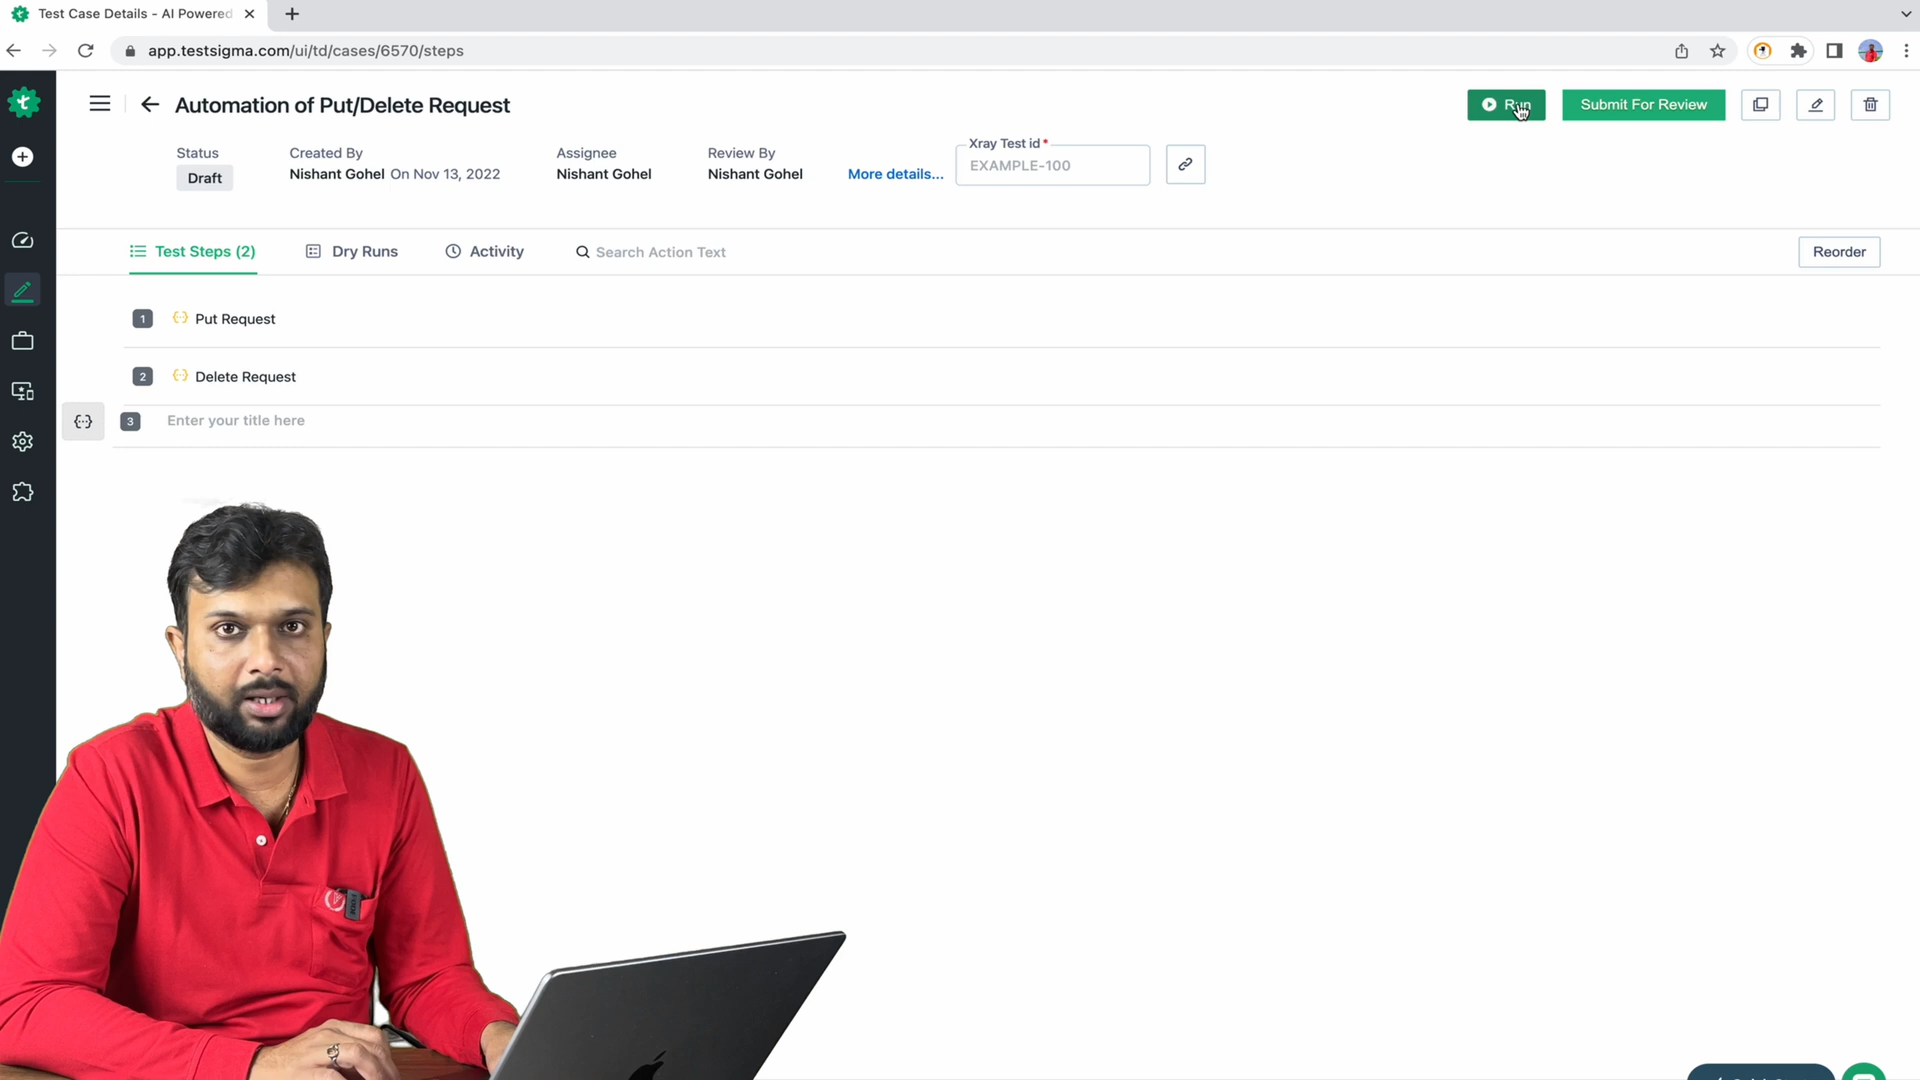 Test Case Details - AI Powered
app.testsigma.com/ui/td/cases/6570/steps
Automation of Put/Delete Request
Run
Submit For Review
Status
Created By
Assignee
Review By
Xray Test id *
Draft
Nishant Gohel On Nov 13, 2022
Nishant Gohel
Nishant Gohel
More details...
EXAMPLE-100
Test Steps (2)
Dry Runs
Activity
Search Action Text
Reorder
1 Put Request
2 Delete Request
3 Enter your title here